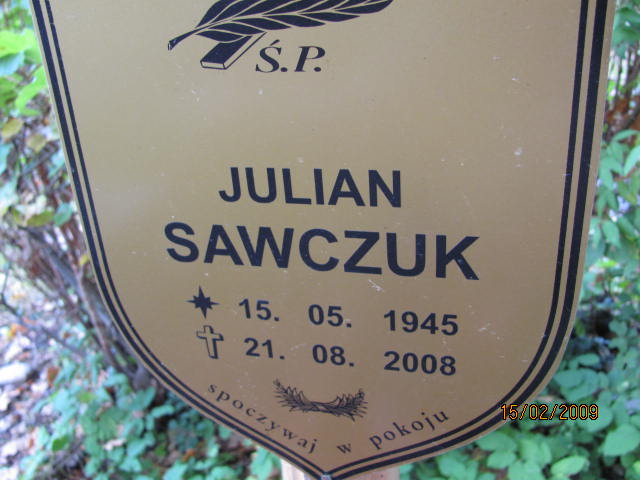 Ś.P.
JULIAN
SAWCZUK
15. 05. 1945
21. 08. 2008
spoczywaj w pokoju
15/02/2009